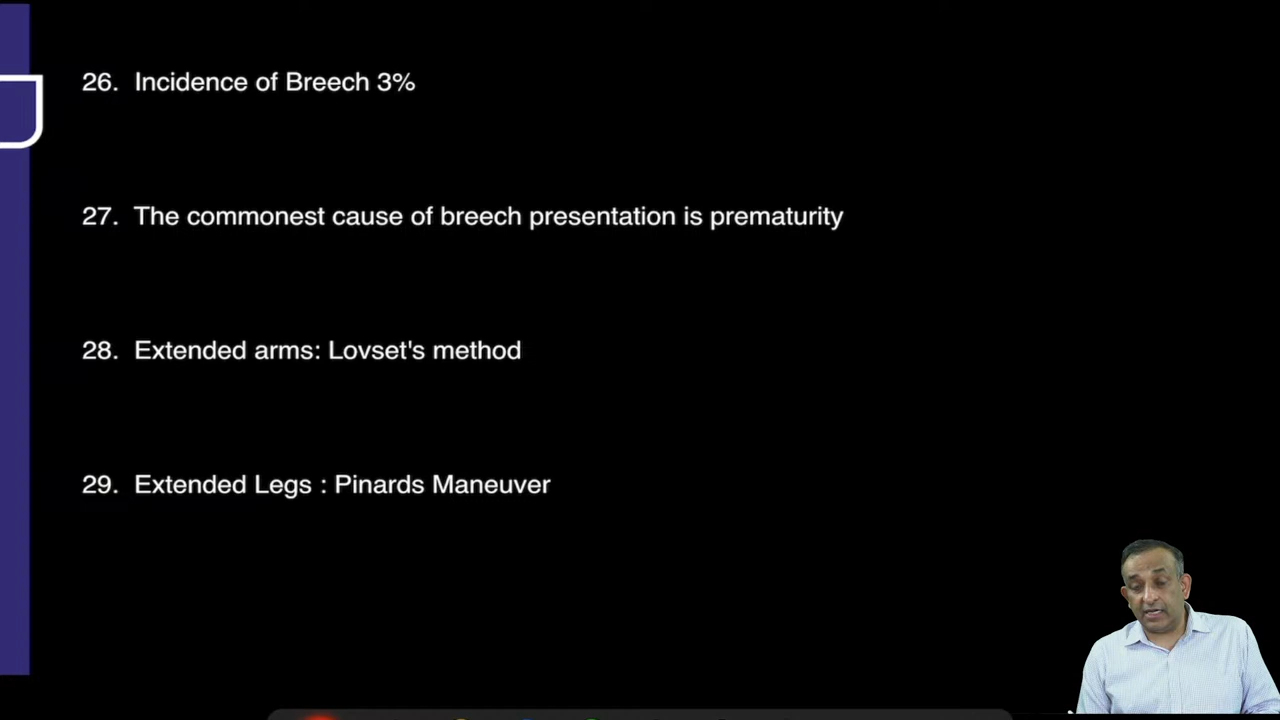 26. Incidence of Breech 3%
27. The commonest cause of breech presentation is prematurity
28. Extended arms: Lovset's method
29. Extended Legs : Pinards Maneuver